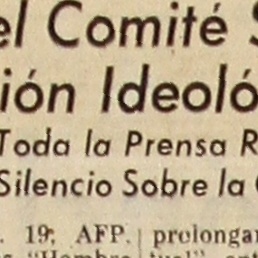 el Comité S
ión Ideoló
Toda la Prensa R
Silencio Sobre la C
. 19; AFP. prolongar